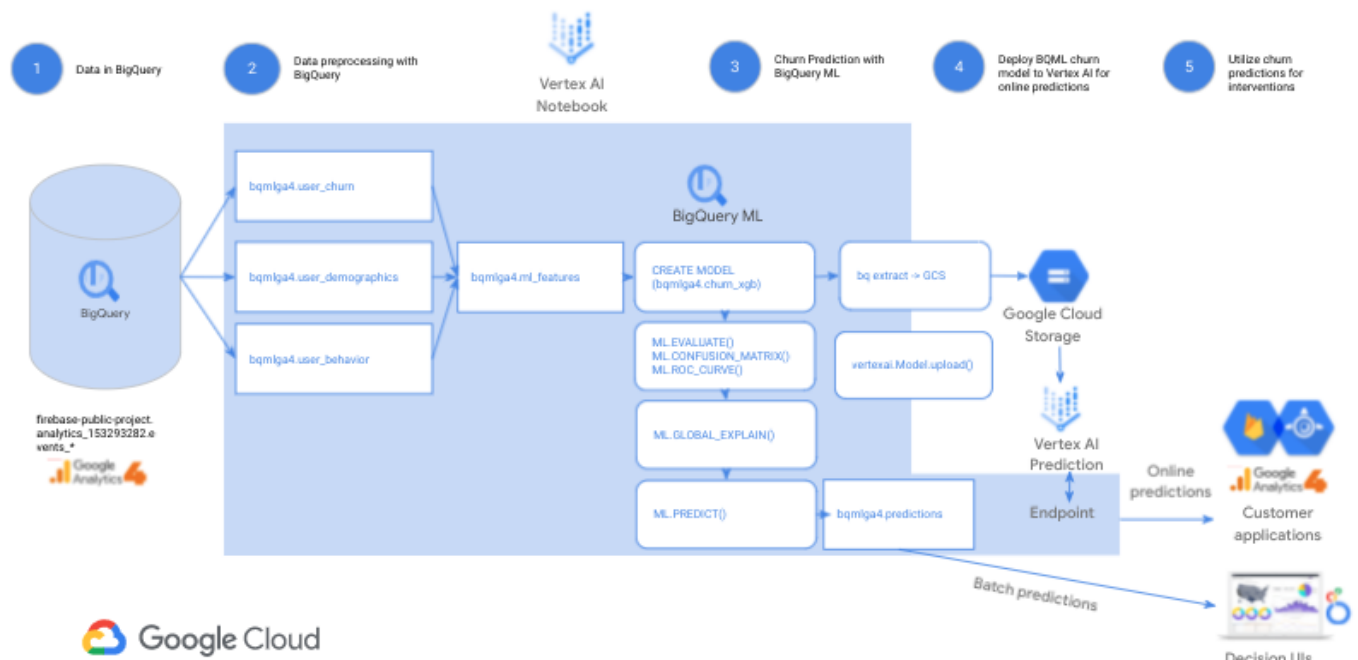 1
Data in BigQuery
2
Data preprocessing with
BigQuery
Vertex AI
Notebook
3
Churn Prediction with
BigQuery ML
4
Deploy BQML churn
model to Vertex AI for
online predictions
5
Utilize churn
predictions for
interventions
BigQuery
firebase-public-project.
analytics_153293282.e
vents_*
Google
Analytics 4
bqmlga4.user_churn
bqmlga4.user_demographics
bqmlga4.user_behavior
bqmlga4.ml_features
BigQuery ML
CREATE MODEL
(bqmlga4.churn_xgb)
ML.EVALUATE()
ML.CONFUSION_MATRIX()
ML.ROC_CURVE()
ML.GLOBAL_EXPLAIN()
ML.PREDICT()
bqmlga4.predictions
bq extract -> GCS
vertexai.Model.upload()
Google Cloud
Storage
Vertex AI
Prediction
Endpoint
Online
predictions
Google
Analytics 4
Customer
applications
Batch predictions
Decision UIs
Google Cloud